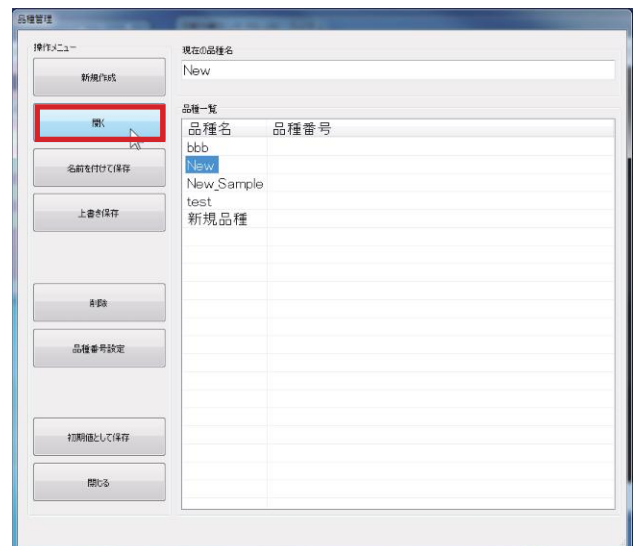 品種管理
操作メニュー
新規作成
開く
名前を付けて保存
上書き保存
削除
品種番号設定
初期値として保存
閉じる
現在の品種名
New
品種一覧
品種名 品種番号
bbb
New
New_Sample
test
新規品種